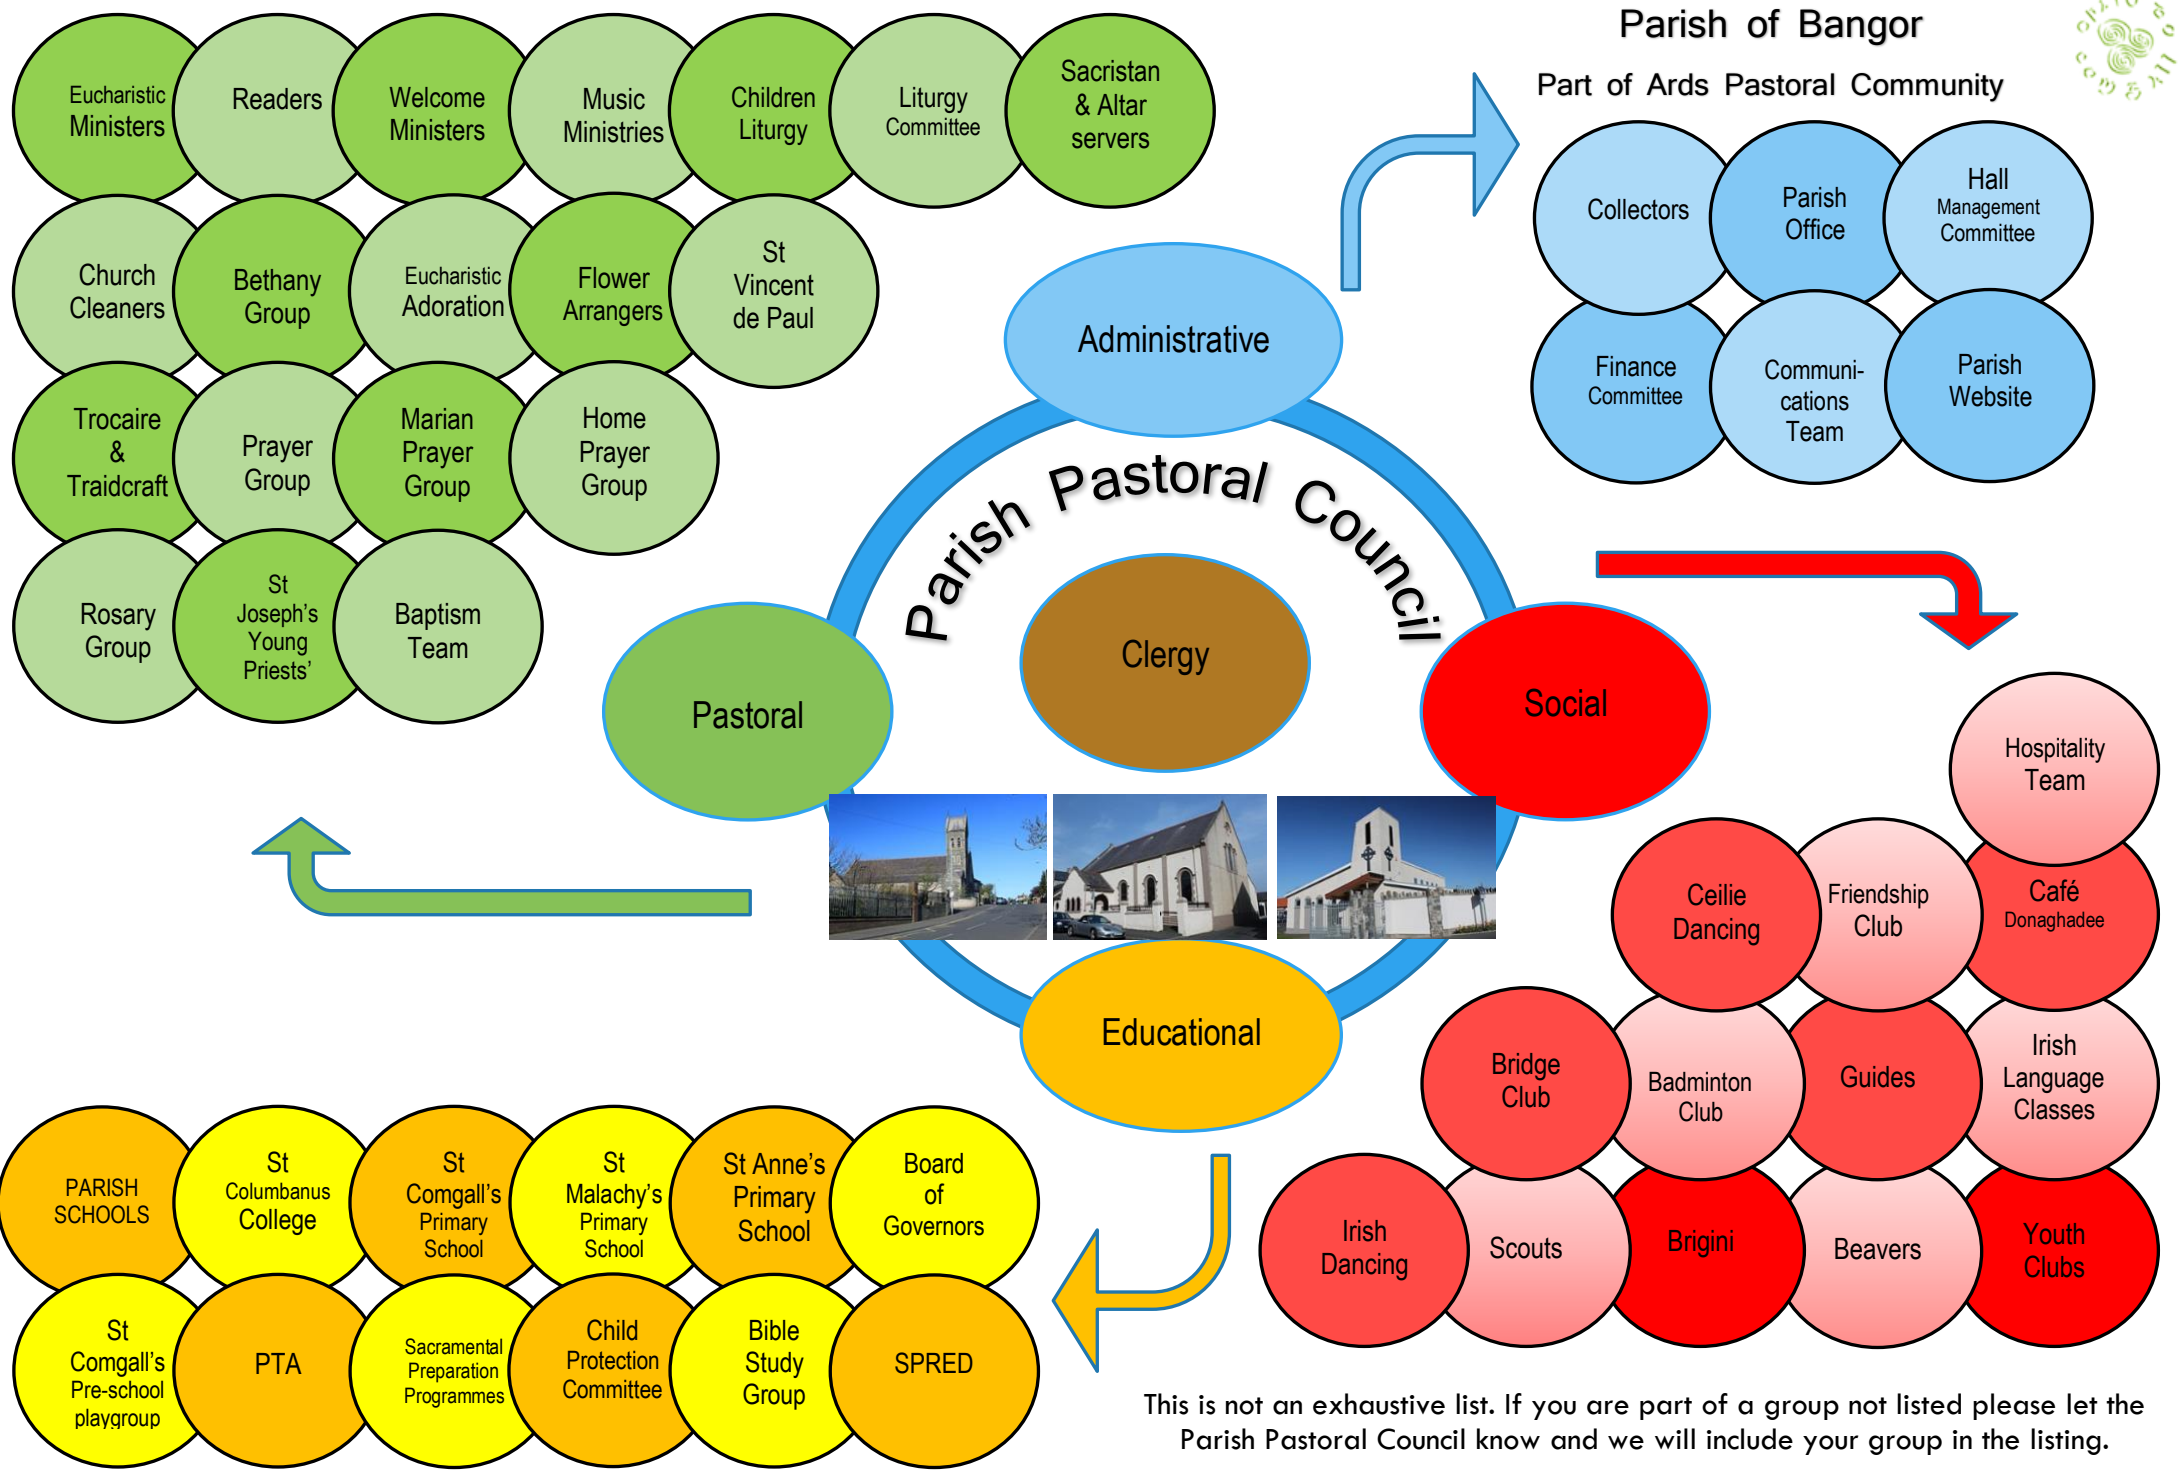 Parish of Bangor
Part of Ards Pastoral Community
Eucharistic
Ministers
Readers
Welcome
Ministers
Music
Ministries
Children
Liturgy
Liturgy
Committee
Sacristan
& Altar
servers
Church
Cleaners
Bethany
Group
Eucharistic
Adoration
Flower
Arrangers
St
Vincent
de Paul
Trocaire
&
Traidcraft
Prayer
Group
Marian
Prayer
Group
Home
Prayer
Group
Rosary
Group
St
Joseph's
Young
Priests'
Baptism
Team
Collectors
Parish
Office
Hall
Management
Committee
Finance
Committee
Communi-
cations
Team
Parish
Website
Administrative
Parish Pastoral Council
Clergy
Pastoral
Social
Educational
Hospitality
Team
Ceilie
Dancing
Friendship
Club
Café
Donaghadee
Bridge
Club
Badminton
Club
Guides
Irish
Language
Classes
Irish
Dancing
Scouts
Brigini
Beavers
Youth
Clubs
PARISH
SCHOOLS
St
Columbanus
College
St
Comgall's
Primary
School
St
Malachy's
Primary
School
St Anne's
Primary
School
Board
of
Governors
St
Comgall's
Pre-school
playgroup
PTA
Sacramental
Preparation
Programmes
Child
Protection
Committee
Bible
Study
Group
SPRED
This is not an exhaustive list. If you are part of a group not listed please let the
Parish Pastoral Council know and we will include your group in the listing.